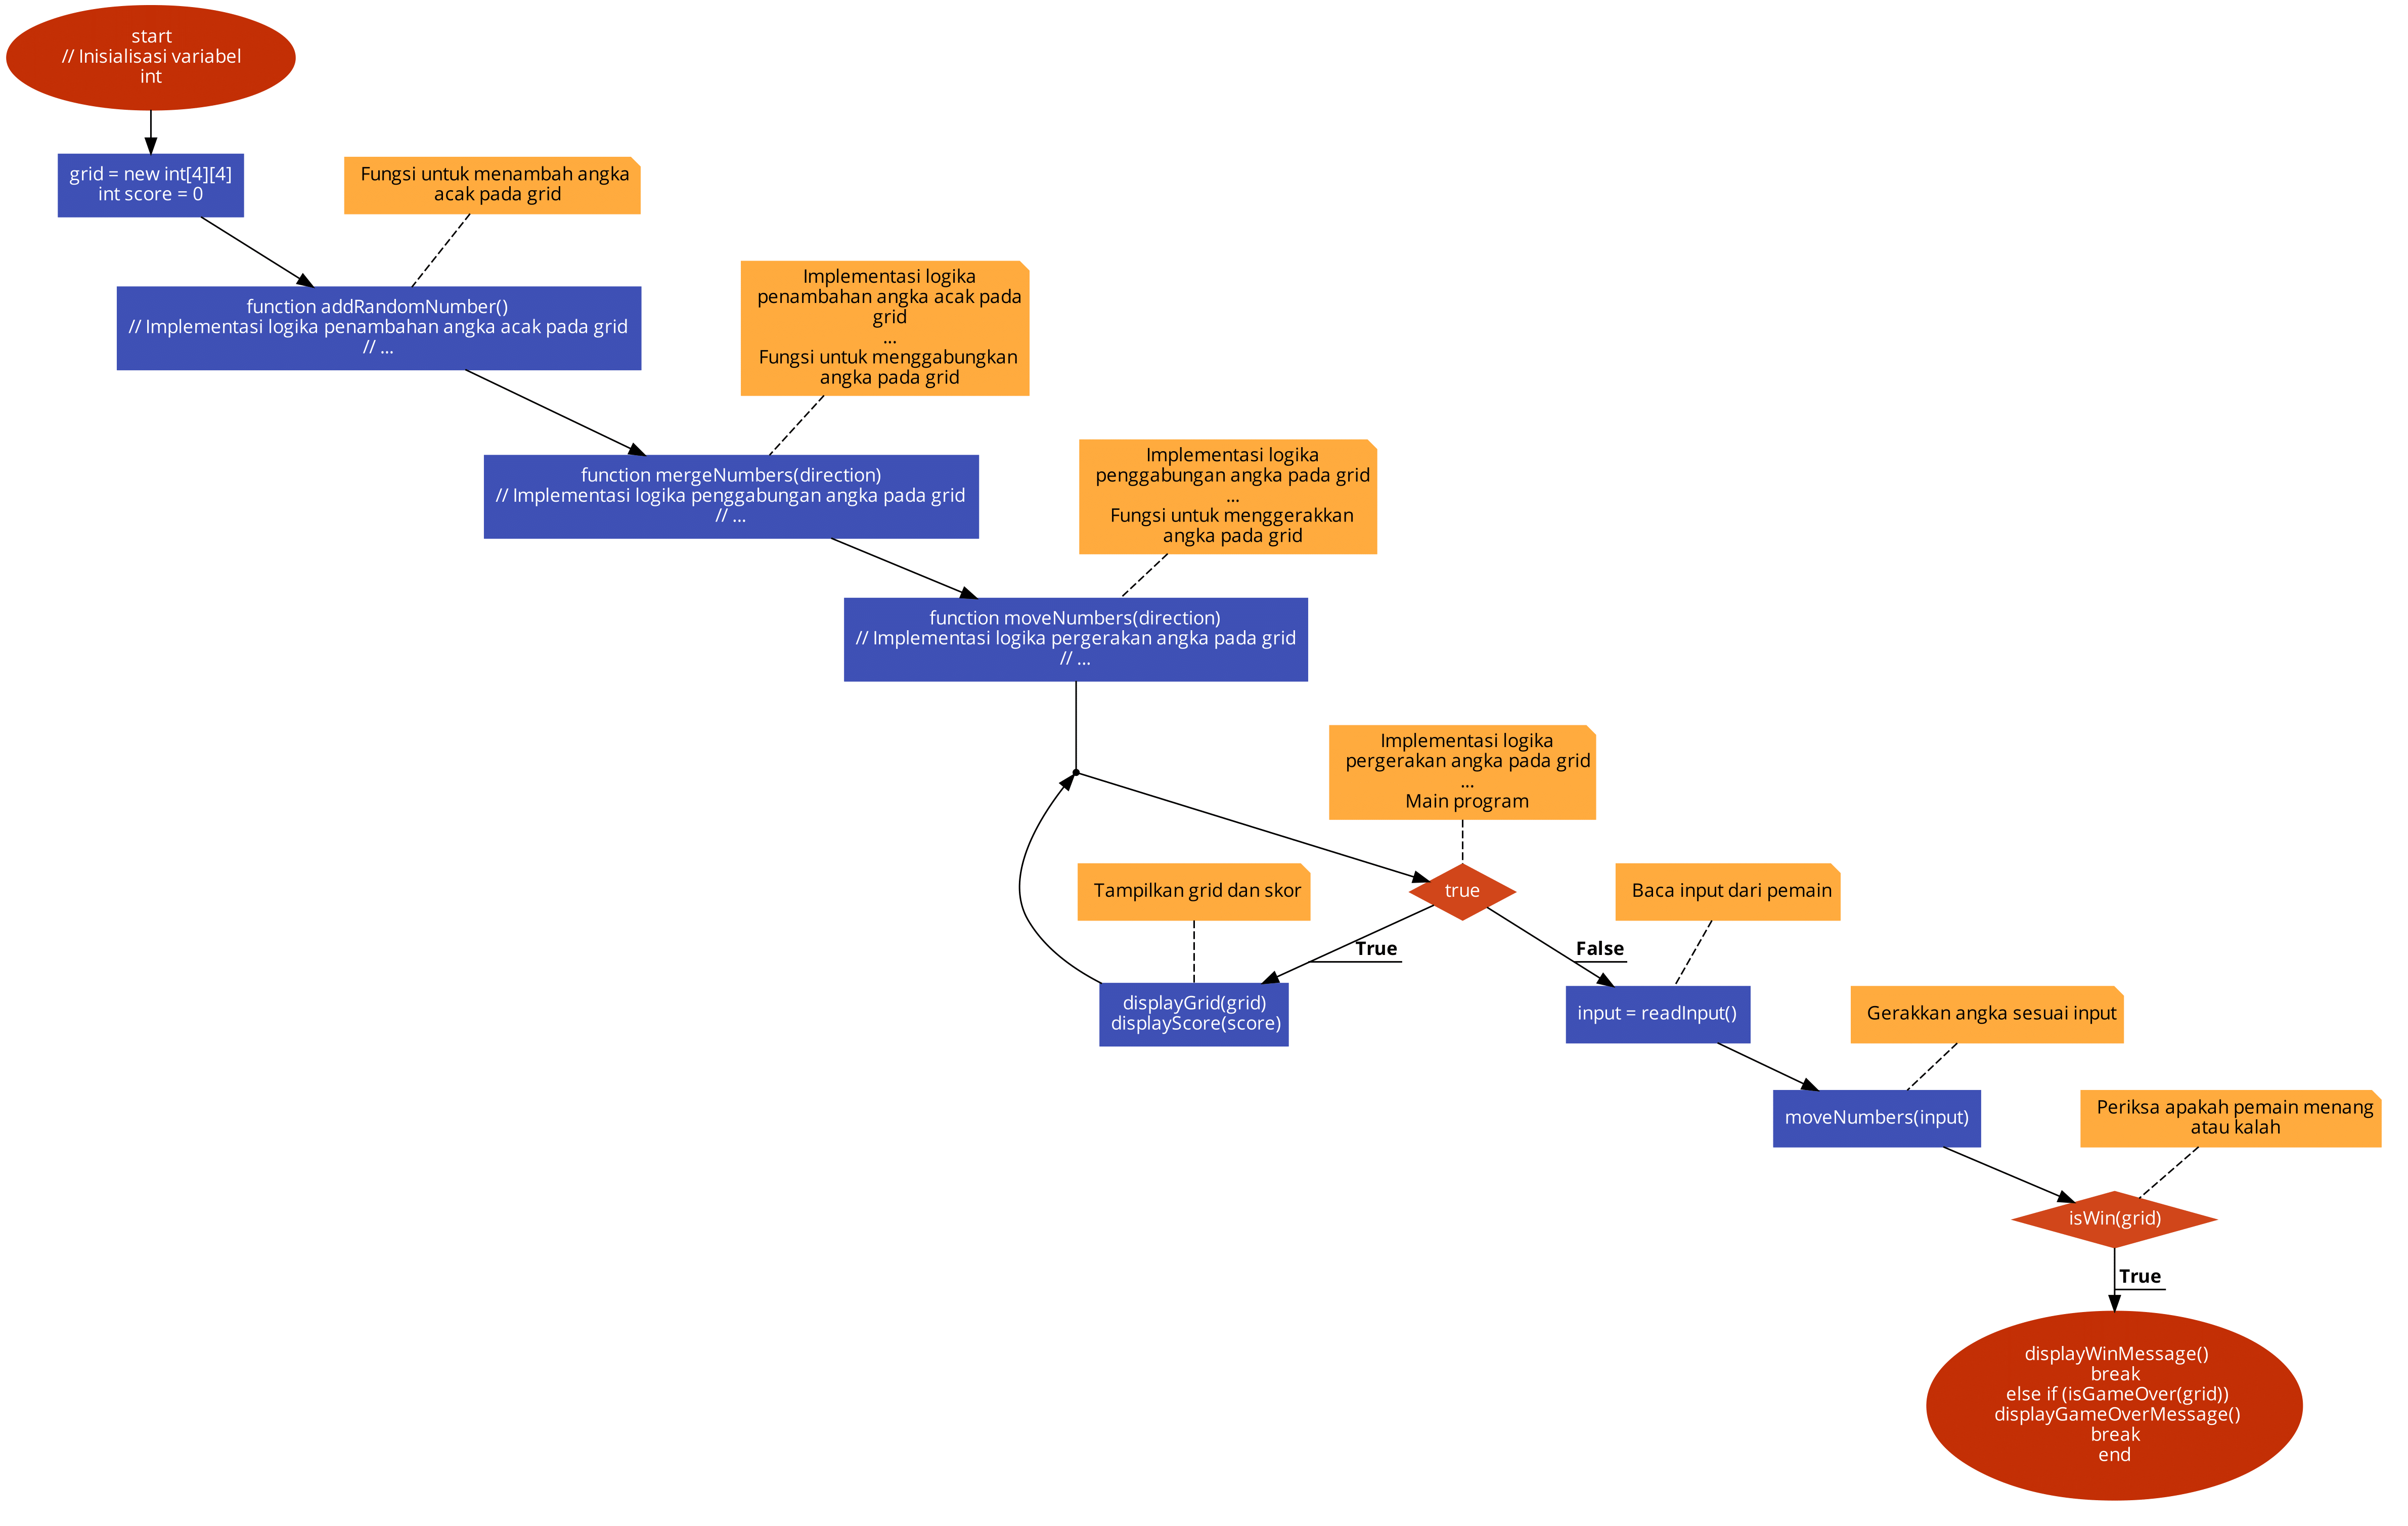 start
// Inisialisasi variabel
int
grid = new int[4][4]
int score = 0
Fungsi untuk menambah angka
acak pada grid
function addRandomNumber()
// Implementasi logika penambahan angka acak pada grid
// ...
Implementasi logika
penambahan angka acak pada
grid
...
Fungsi untuk menggabungkan
angka pada grid
function mergeNumbers(direction)
// Implementasi logika penggabungan angka pada grid
// ...
Implementasi logika
penggabungan angka pada grid
...
Fungsi untuk menggerakkan
angka pada grid
function moveNumbers(direction)
// Implementasi logika pergerakan angka pada grid
// ...
Implementasi logika
pergerakan angka pada grid
...
Main program
true
Tampilkan grid dan skor
True
displayGrid(grid)
displayScore(score)
False
Baca input dari pemain
input = readInput()
Gerakkan angka sesuai input
moveNumbers(input)
Periksa apakah pemain menang
atau kalah
isWin(grid)
True
displayWinMessage()
break
else if (isGameOver(grid))
displayGameOverMessage()
break
end